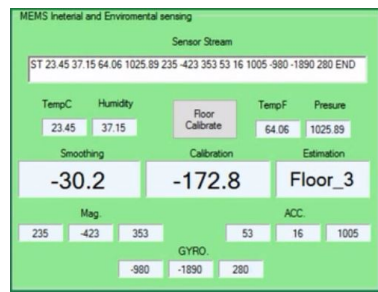 MEMS Ineterial and Enviromental sensing
Sensor Stream
ST 23.45 37.15 64.06 1025.89 235 -423 353 53 16 1005 -980 -1890 280 END
TempC Humidity TempF Presure
Floor
Calibrate
23.45 37.15 64.06 1025.89
Smoothing Calibration Estimation
-30.2 -172.8 Floor_3
Mag. ACC.
235 -423 353 53 16 1005
GYRO.
-980 -1890 280